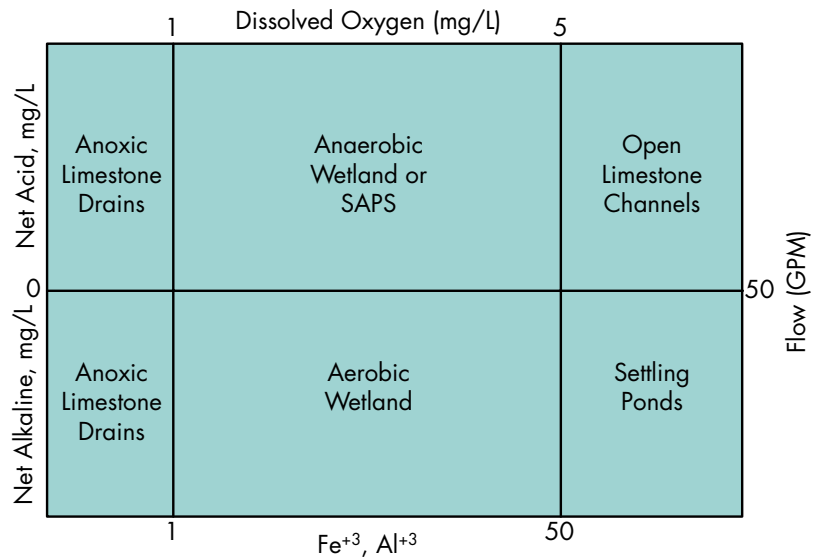 Dissolved Oxygen (mg/L)
1
5
Net Acid, mg/L
Anoxic
Limestone
Drains
Anaerobic
Wetland or
SAPS
Open
Limestone
Channels
0
50
Flow (GPM)
Net Alkaline, mg/L
Anoxic
Limestone
Drains
Aerobic
Wetland
Settling
Ponds
1
50
Fe⁺³, Al⁺³